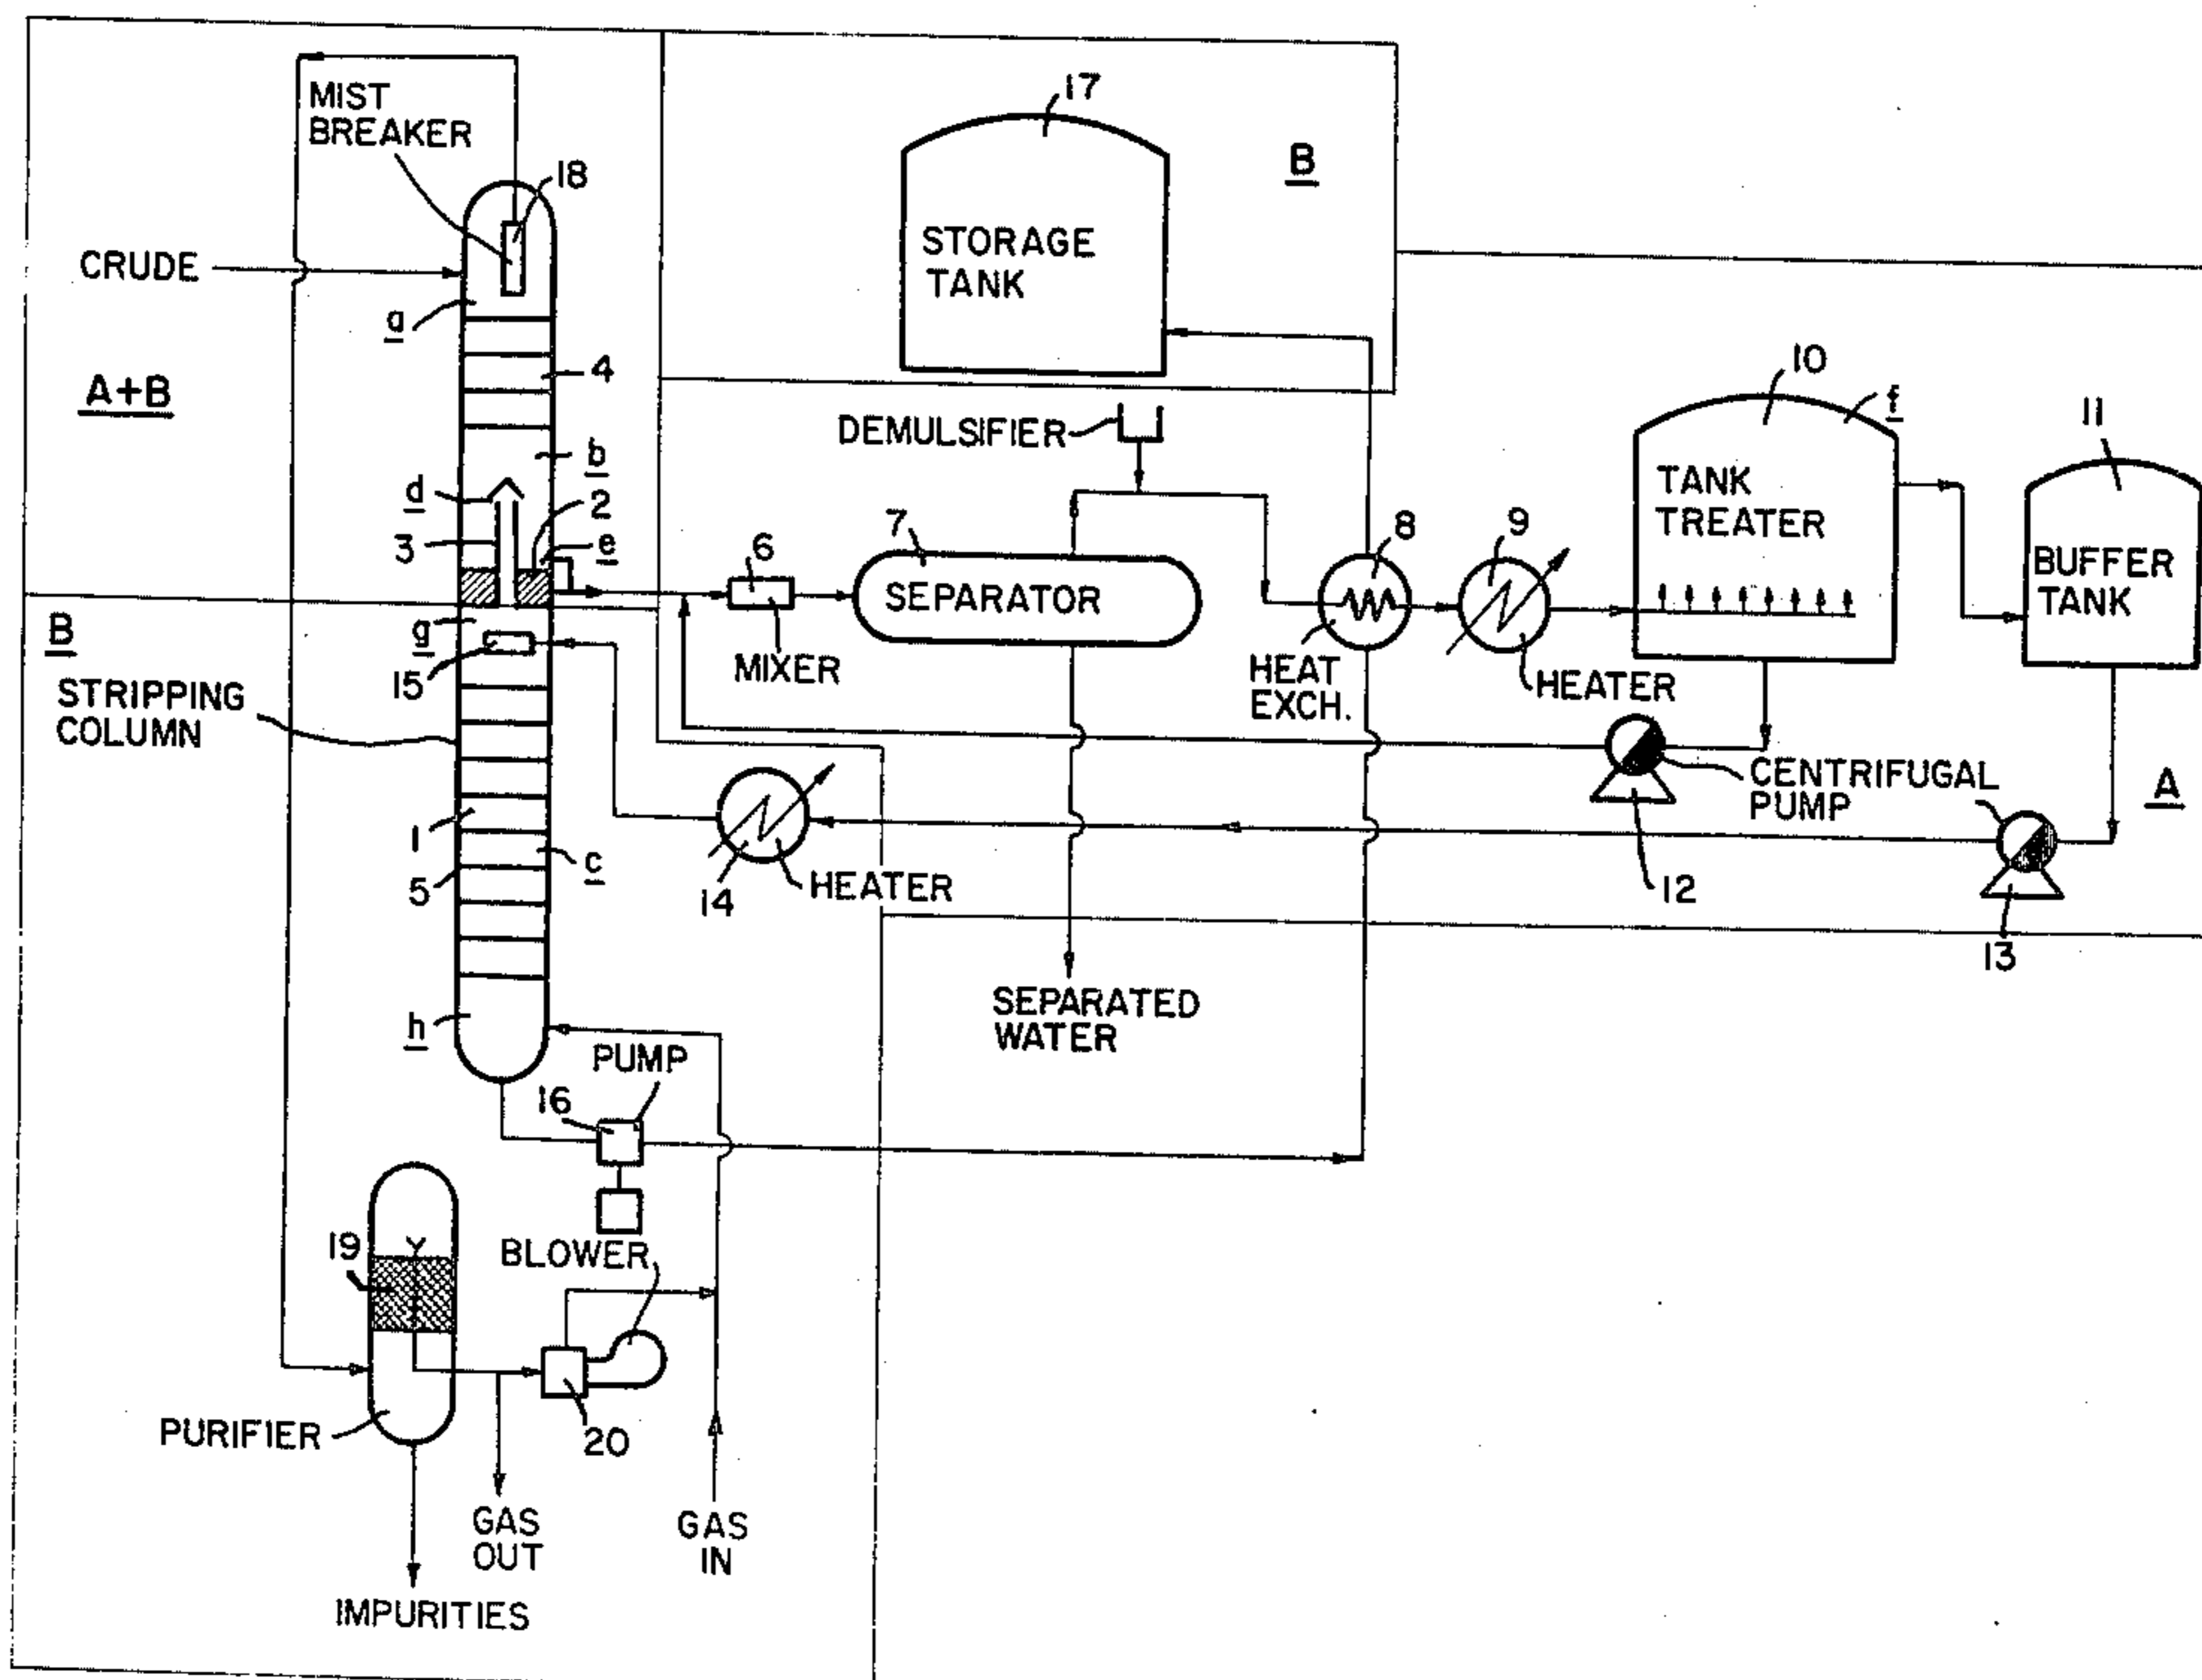 MIST
BREAKER
18
CRUDE
a
4
A+B
b
d
2
3
e
17
B
STORAGE
TANK
DEMULSIFIER
10
f
11
TANK
TREATER
BUFFER
TANK
6
7
8
9
SEPARATOR
MIXER
HEAT
EXCH.
HEATER
B
g
15
STRIPPING
COLUMN
CENTRIFUGAL
PUMP
A
1
c
5
14
HEATER
12
13
SEPARATED
WATER
h
PUMP
16
19
BLOWER
PURIFIER
20
GAS
OUT
GAS
IN
IMPURITIES